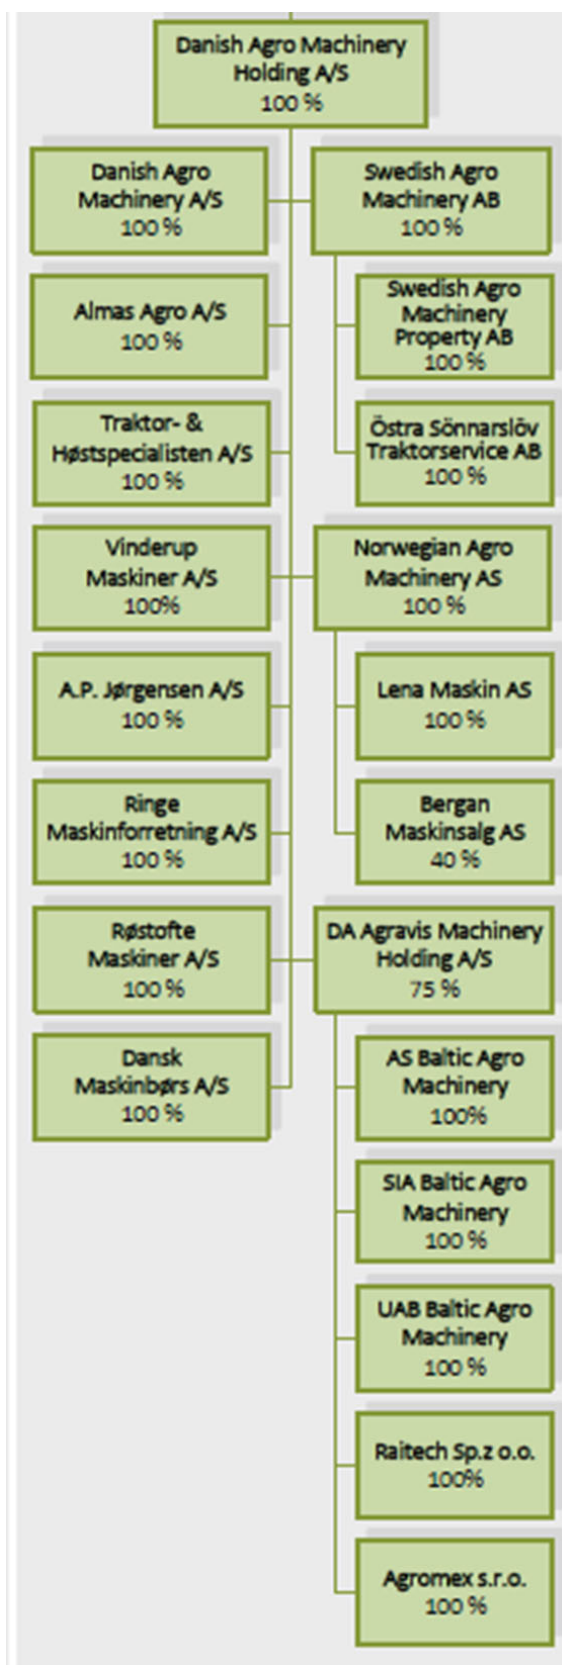 Danish Agro Machinery
Holding A/S
100 %
Danish Agro
Machinery A/S
100 %
Swedish Agro
Machinery AB
100 %
Almas Agro A/S
100 %
Swedish Agro
Machinery
Property AB
100 %
Traktor- &
Høstspecialisten A/S
100 %
Östra Sönnarslöv
Traktorservice AB
100 %
Vinderup
Maskiner A/S
100%
Norwegian Agro
Machinery AS
100 %
A.P. Jørgensen A/S
100 %
Lena Maskin AS
100 %
Ringe
Maskinforretning A/S
100 %
Bergan
Maskinsalg AS
40 %
Røstofte
Maskiner A/S
100 %
DA Agravis Machinery
Holding A/S
75 %
Dansk
Maskinbørs A/S
100 %
AS Baltic Agro
Machinery
100%
SIA Baltic Agro
Machinery
100 %
UAB Baltic Agro
Machinery
100 %
Raitech Sp.z o.o.
100%
Agromex s.r.o.
100 %